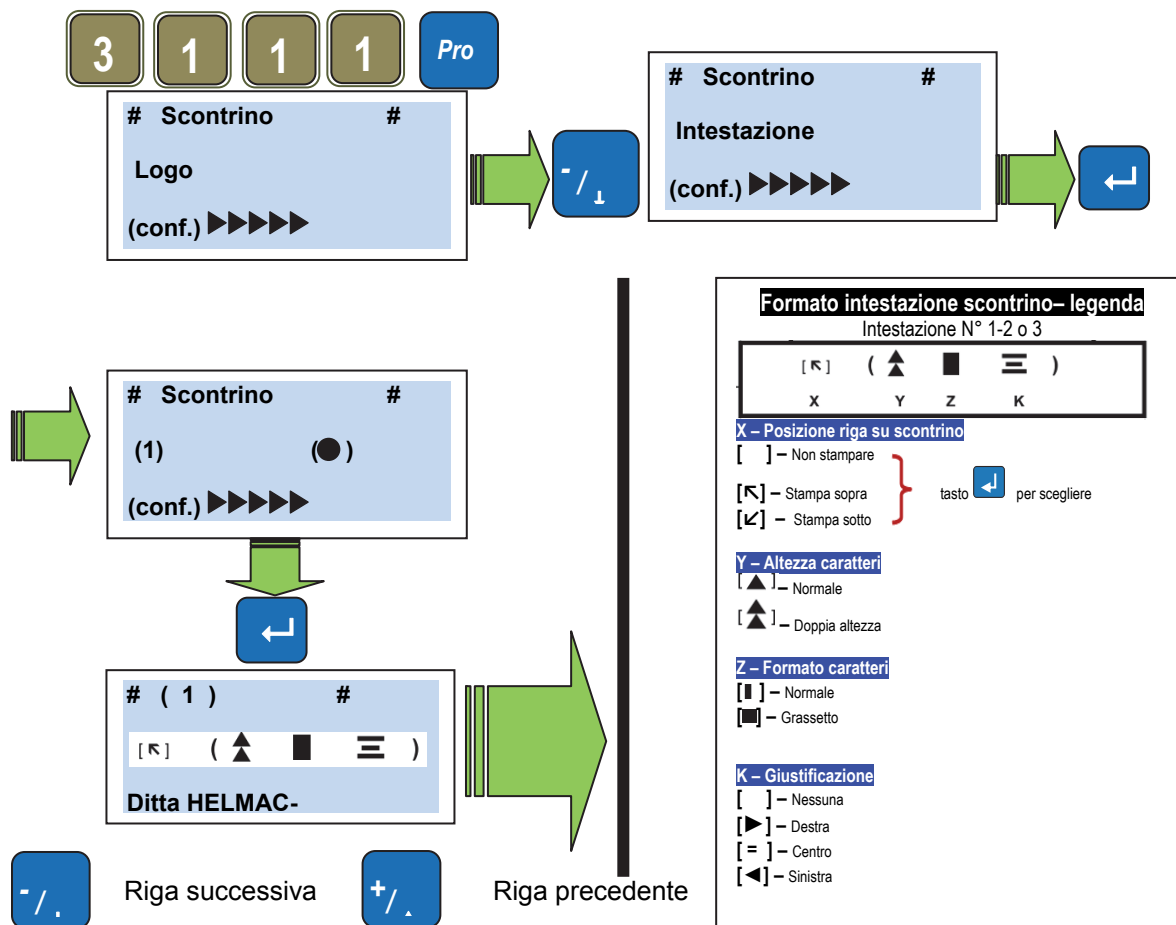 3 1 1 1 Pro
# Scontrino #
Logo
(conf.) ▶▶▶▶▶
-/
# Scontrino #
Intestazione
(conf.) ▶▶▶▶▶
# Scontrino #
(1) (●)
(conf.) ▶▶▶▶▶
# ( 1 ) #
[↖] ( )
Ditta HELMAC-
-/. Riga successiva
+/ Riga precedente
Formato intestazione scontrino– legenda
Intestazione N° 1-2 o 3
[↖] ( )
X Y Z K
X – Posizione riga su scontrino
[ ] – Non stampare
[↖] – Stampa sopra
[↙] – Stampa sotto
tasto ↵ per scegliere
Y – Altezza caratteri
[▲] – Normale
[ ] – Doppia altezza
Z – Formato caratteri
[▮] – Normale
[■] – Grassetto
K – Giustificazione
[ ] – Nessuna
[►] – Destra
[ = ] – Centro
[◄] – Sinistra